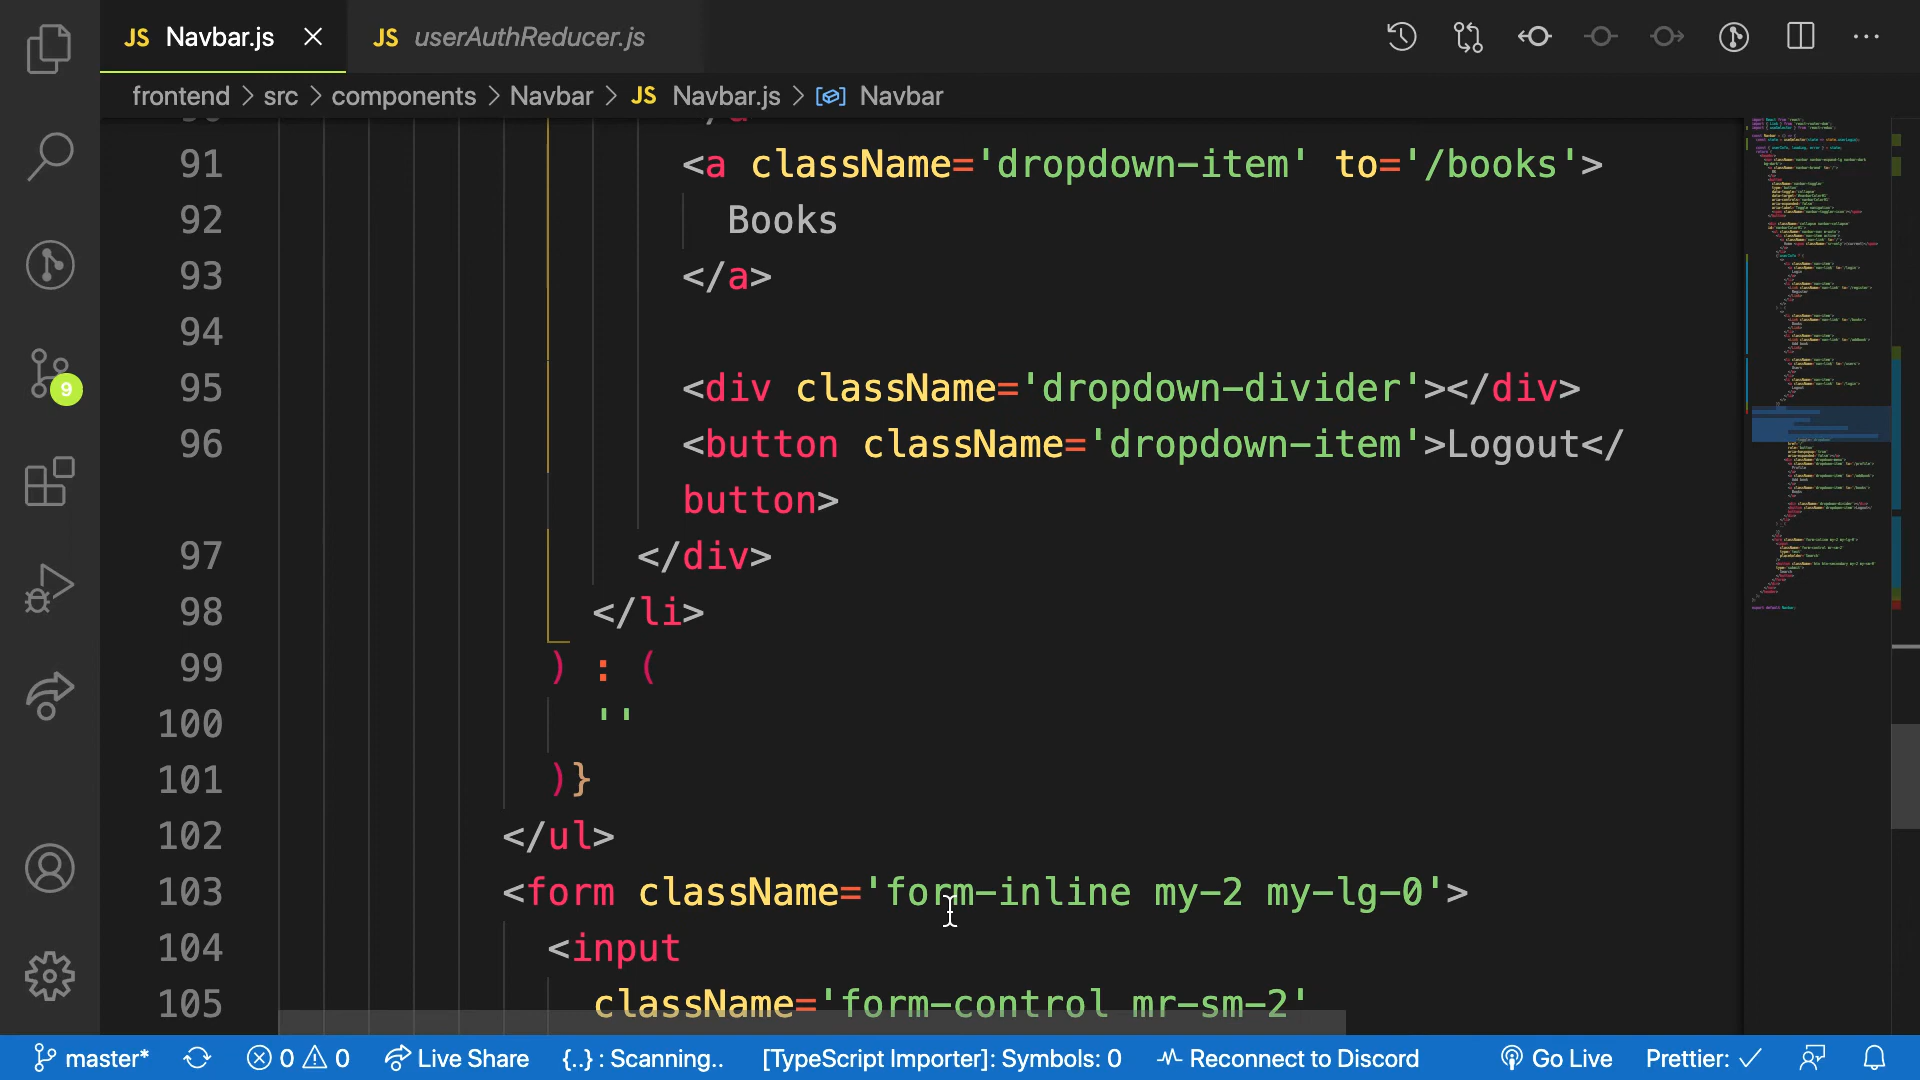 JS Navbar.js
JS userAuthReducer.js
frontend > src > components > Navbar > JS Navbar.js > Navbar
91 <a className='dropdown-item' to='/books'>
92 Books
93 </a>
94
95 <div className='dropdown-divider'></div>
96 <button className='dropdown-item'>Logout</
button>
97 </div>
98 </li>
99 ) : (
100 ''
101 )}
102 </ul>
103 <form className='form-inline my-2 my-lg-0'>
104 <input
105 className='form-control mr-sm-2'
9
master* 0 0 Live Share {..} : Scanning.. [TypeScript Importer]: Symbols: 0 Reconnect to Discord Go Live Prettier: ✓